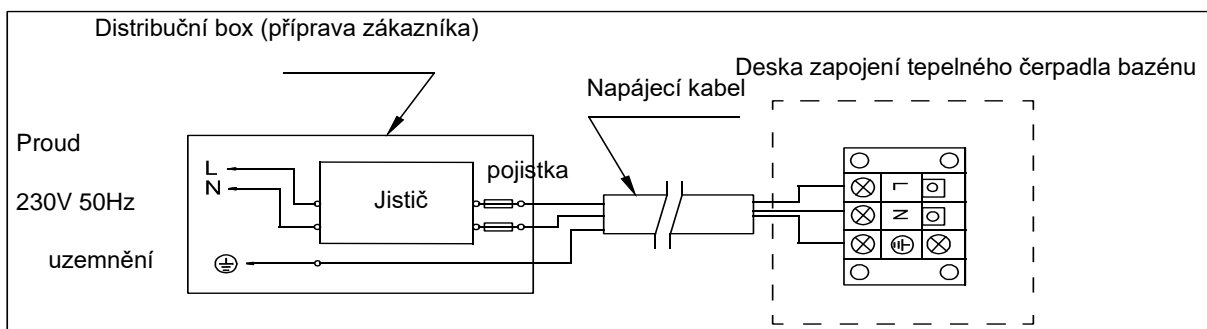 Distribuční box (příprava zákazníka)
Deska zapojení tepelného čerpadla bazénu
Napájecí kabel
Proud
230V 50Hz
uzemnění
L
N
Jistič
pojistka
L
N